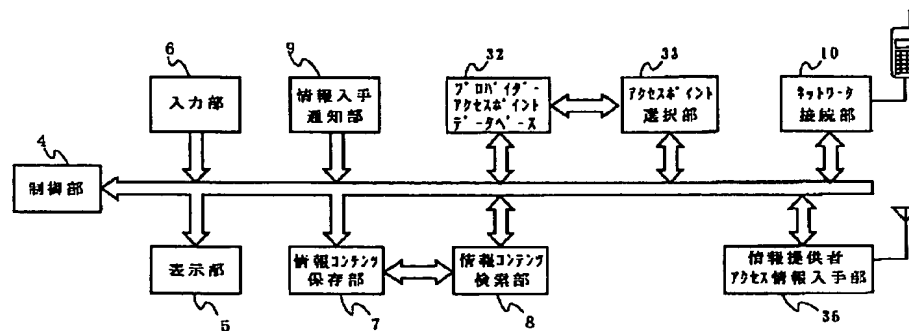 6
入力部
9
情報入手
通知部
32
プロバイダー
アクセスポイント
データベース
33
アクセスポイント
選択部
10
ネットワーク
接続部
4
制御部
表示部
5
情報コンテンツ
保存部
7
情報コンテンツ
検索部
8
情報提供者
アクセス情報入手部
35